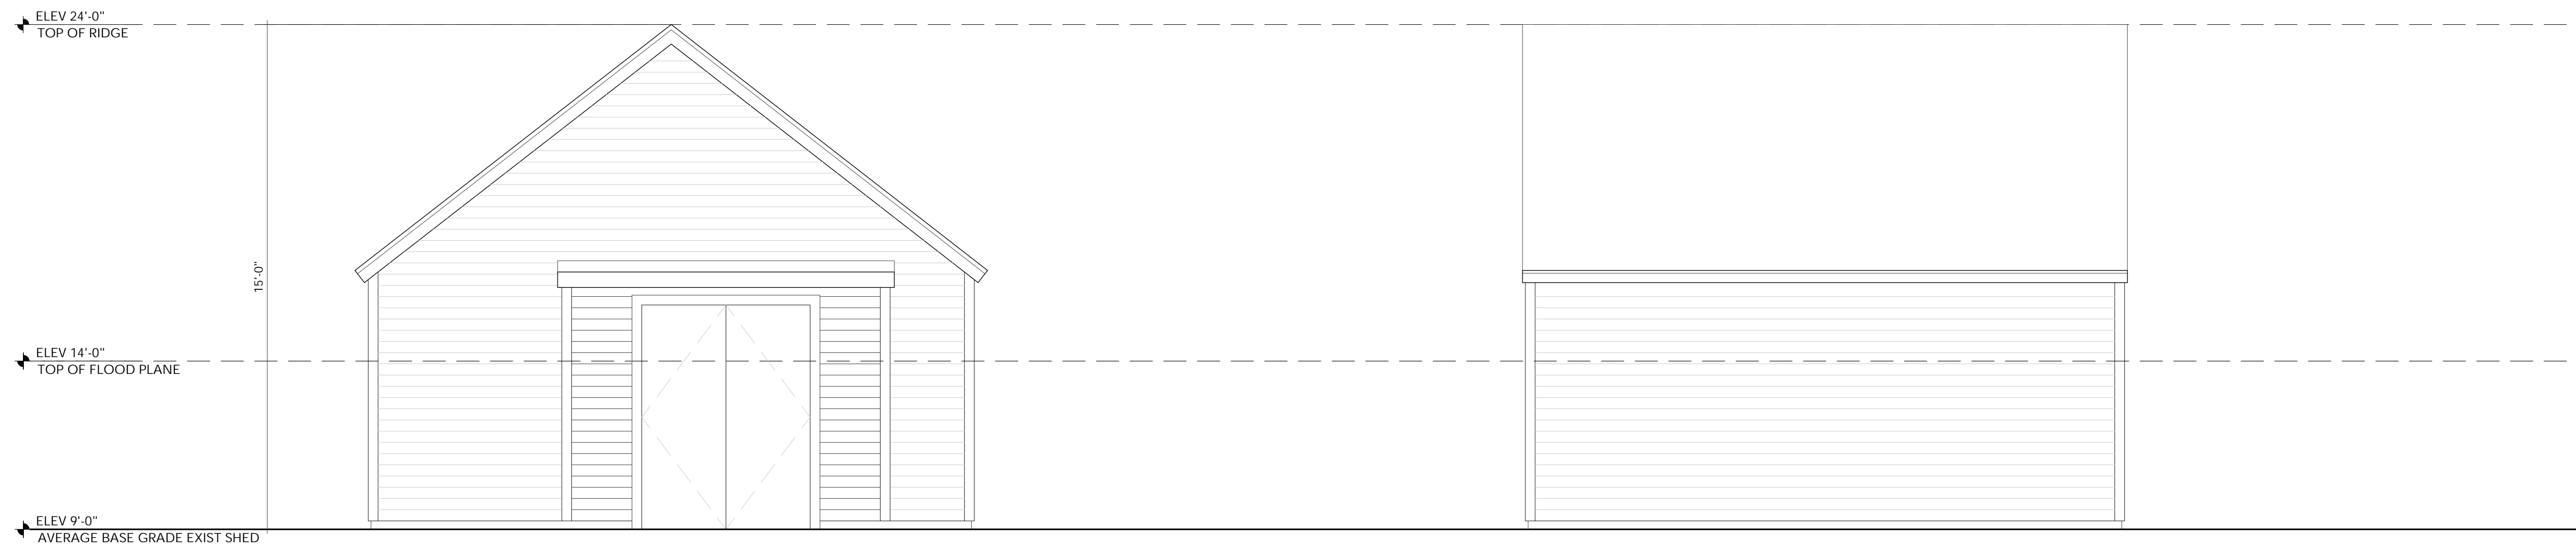 ELEV 24'-0"
TOP OF RIDGE
15'-0"
ELEV 14'-0"
TOP OF FLOOD PLANE
ELEV 9'-0"
AVERAGE BASE GRADE EXIST SHED